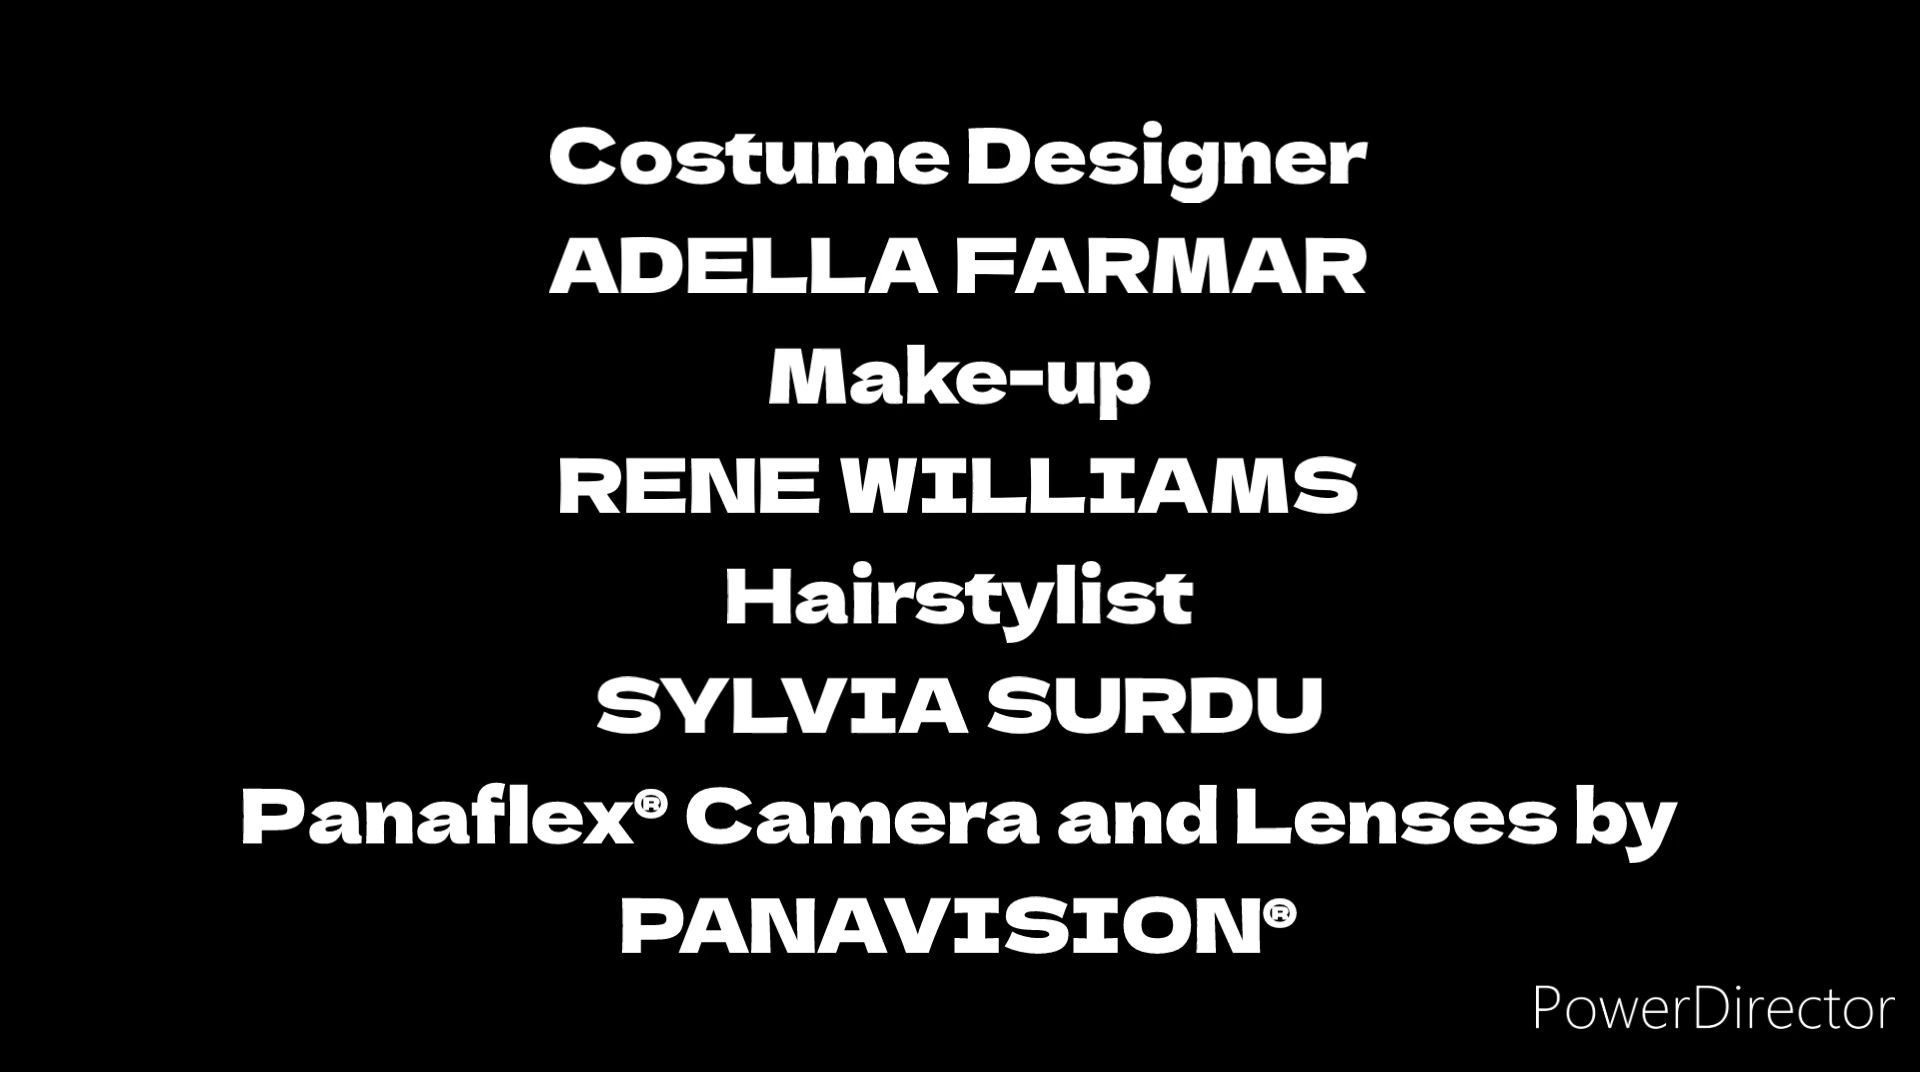 Costume Designer
ADELLA FARMAR
Make-up
RENE WILLIAMS
Hairstylist
SYLVIA SURDU
Panaflex® Camera and Lenses by
PANAVISION®
PowerDirector